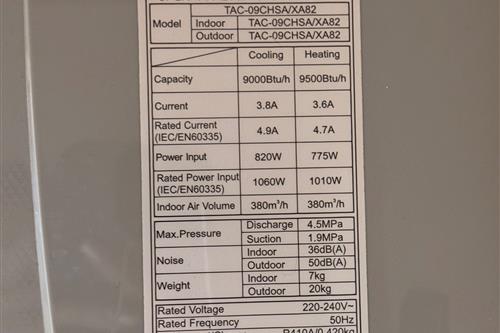 TAC-09CHSA/XA82
Model Indoor TAC-09CHSA/XA82
Outdoor TAC-09CHSA/XA82
Cooling Heating
Capacity 9000Btu/h 9500Btu/h
Current 3.8A 3.6A
Rated Current (IEC/EN60335) 4.9A 4.7A
Power Input 820W 775W
Rated Power Input (IEC/EN60335) 1060W 1010W
Indoor Air Volume 380m³/h 380m³/h
Max.Pressure Discharge 4.5MPa
Suction 1.9MPa
Noise Indoor 36dB(A)
Outdoor 50dB(A)
Weight Indoor 7kg
Outdoor 20kg
Rated Voltage 220-240V~
Rated Frequency 50Hz
R410A/0.420kg